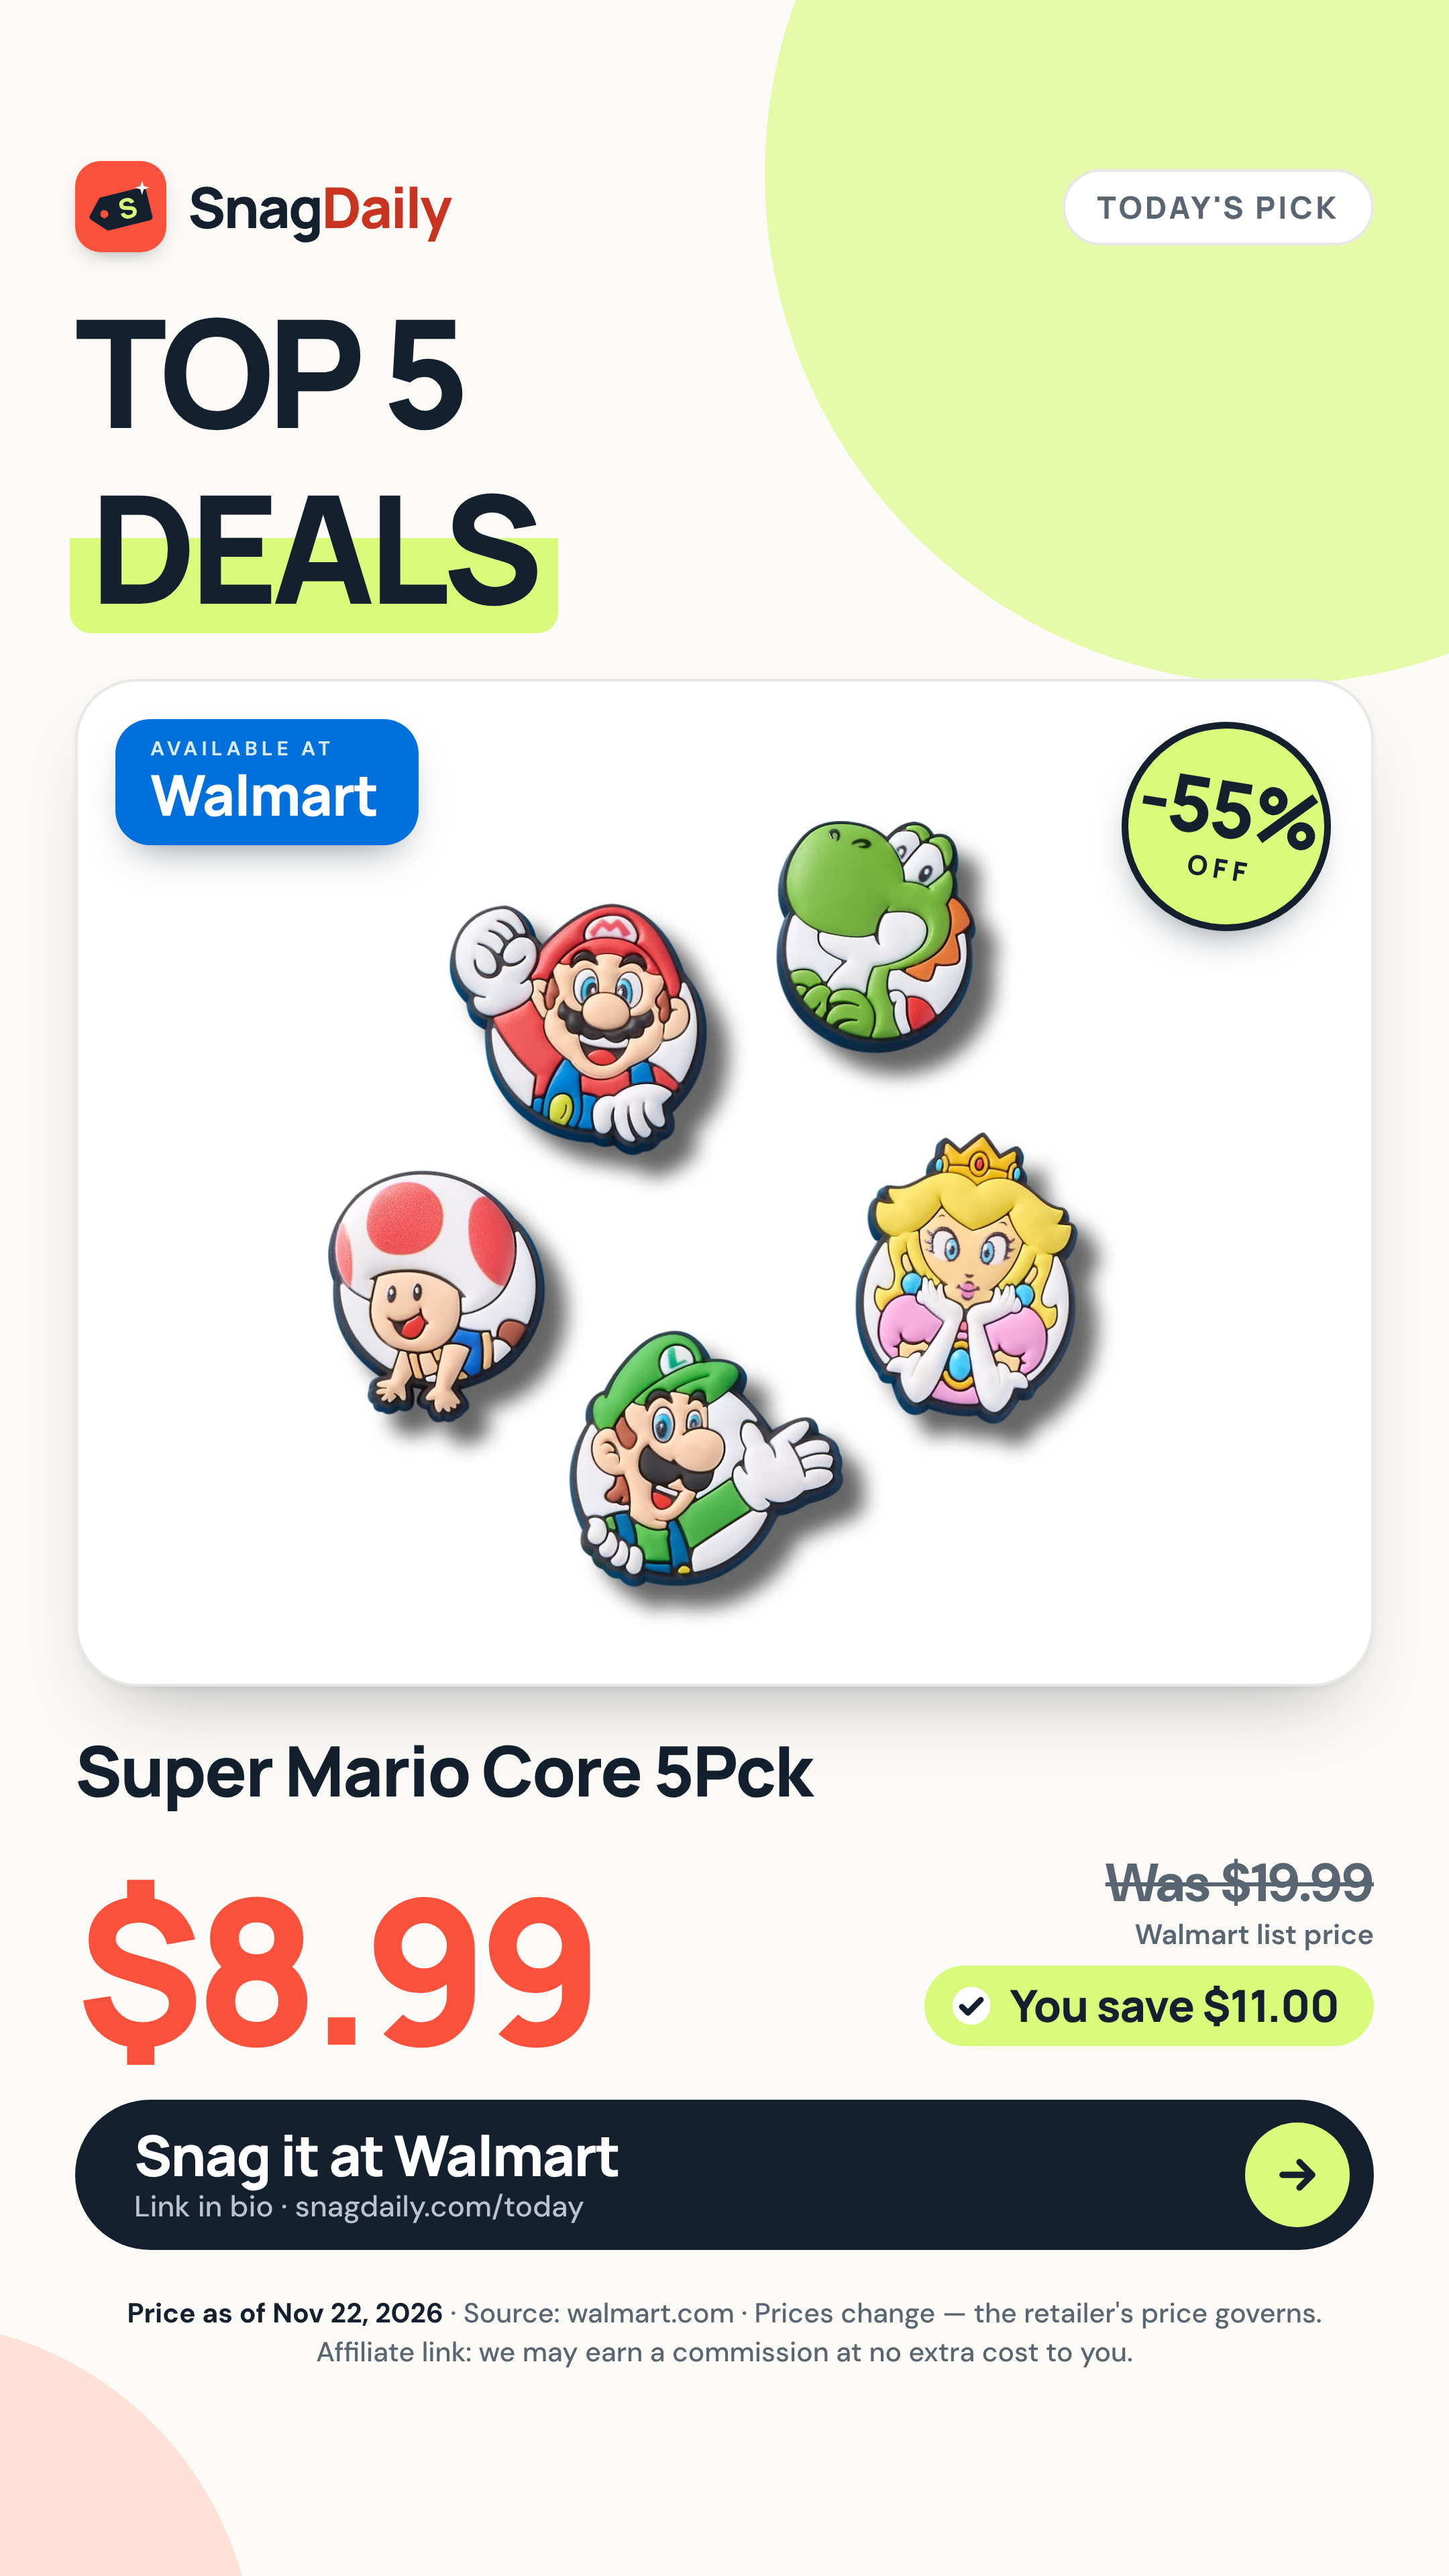 S
SnagDaily
TODAY'S PICK
TOP 5
DEALS
AVAILABLE AT
Walmart
-55%
OFF
M
L
Super Mario Core 5Pck
$8.99
Was $19.99
Walmart list price
You save $11.00
Snag it at Walmart
Link in bio · snagdaily.com/today
Price as of Nov 22, 2026 · Source: walmart.com · Prices change — the retailer's price governs.
Affiliate link: we may earn a commission at no extra cost to you.